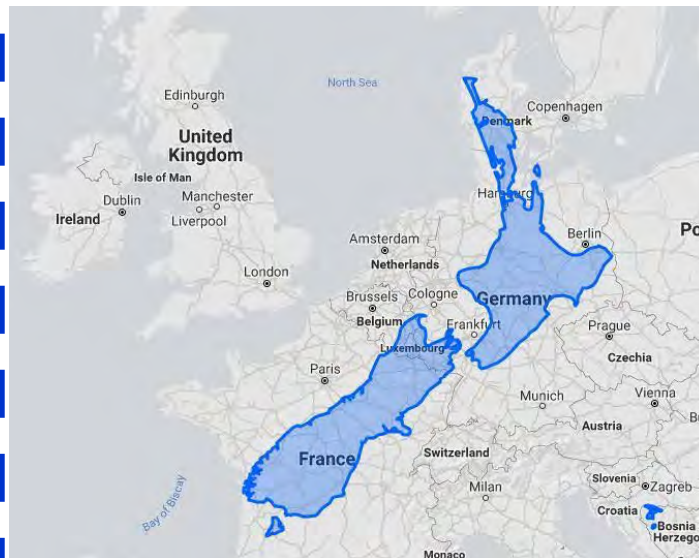 North Sea
Edinburgh
Copenhagen
Denmark
United
Kingdom
Isle of Man
Hamburg
Dublin
Manchester
Ireland
Liverpool
Berlin
Po
Amsterdam
Netherlands
London
Brussels
Cologne
Germany
Belgium
Frankfurt
Prague
Luxembourg
Czechia
Paris
Munich
Vienna
Austria
B
France
Switzerland
Slovenia
Zagreb
Milan
Bay of Biscay
Croatia
Bosnia
Herzego
Monaco